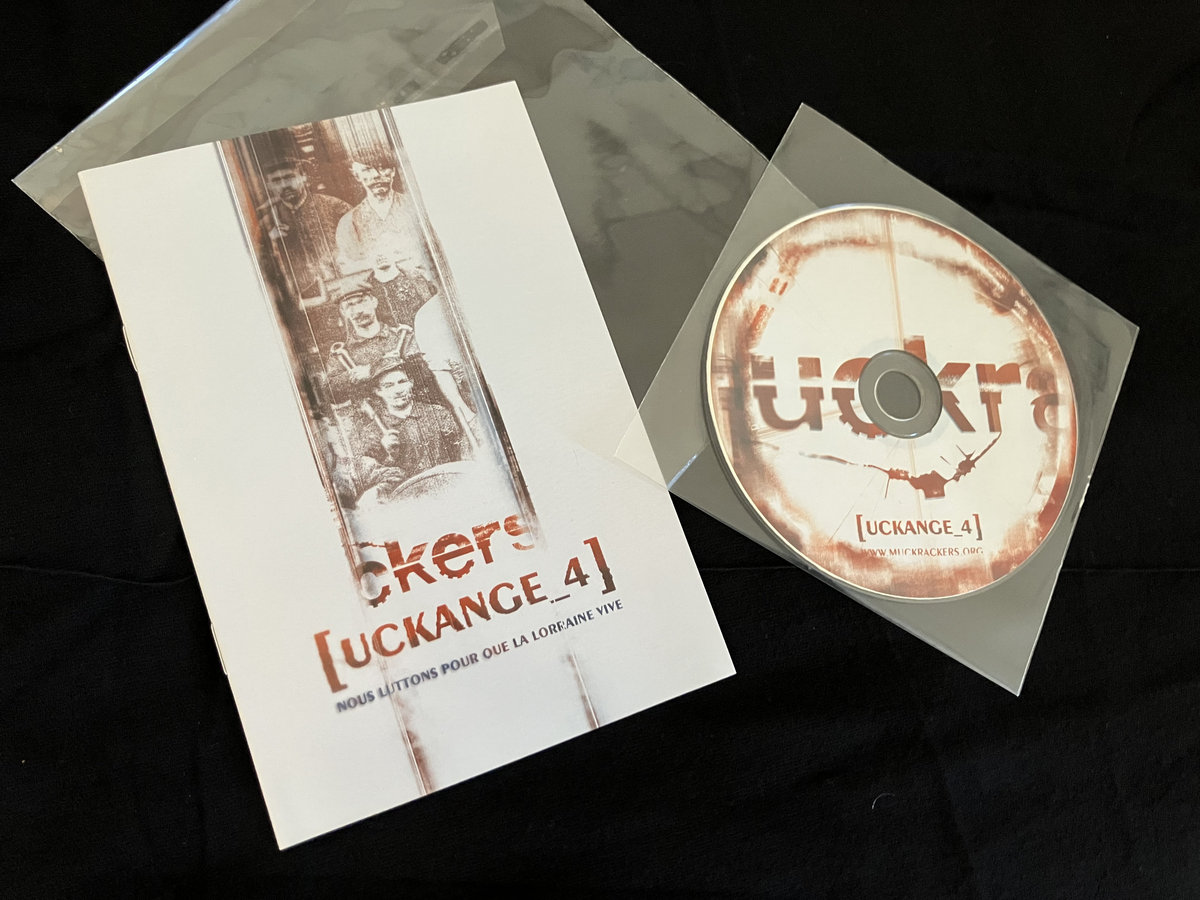 ckers
[UCKANGE_4]
NOUS LUTTONS POUR QUE LA LORRAINE VIVE
uckra
[UCKANGE_4]
WWW.MUCKRACKERS.ORG